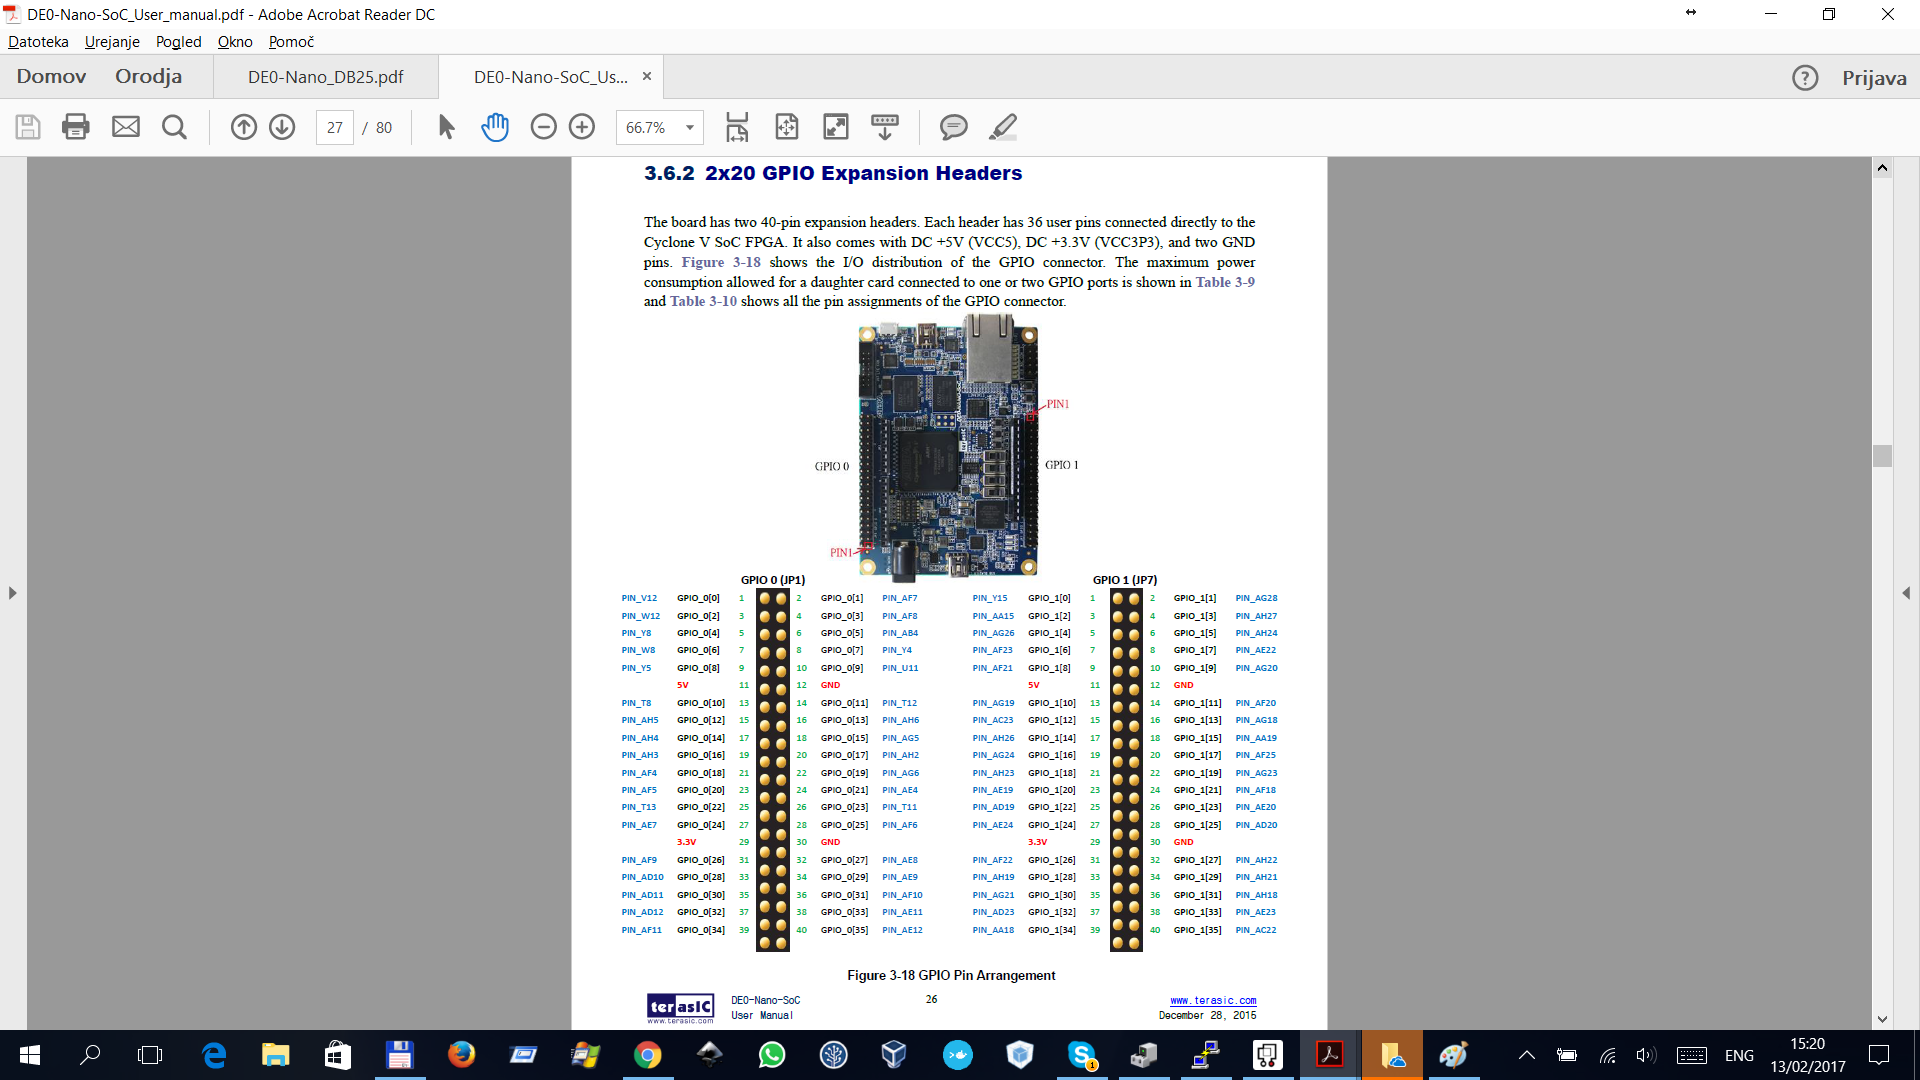 DE0-Nano-SoC_User_manual.pdf - Adobe Acrobat Reader DC
Datoteka Urejanje Pogled Okno Pomoč
Domov Orodja DE0-Nano_DB25.pdf DE0-Nano-SoC_Us... × ? Prijava
27 / 80 66.7%
3.6.2 2x20 GPIO Expansion Headers
The board has two 40-pin expansion headers. Each header has 36 user pins connected directly to the
Cyclone V SoC FPGA. It also comes with DC +5V (VCC5), DC +3.3V (VCC3P3), and two GND
pins. Figure 3-18 shows the I/O distribution of the GPIO connector. The maximum power
consumption allowed for a daughter card connected to one or two GPIO ports is shown in Table 3-9
and Table 3-10 shows all the pin assignments of the GPIO connector.
PIN1
GPIO 0 GPIO 1
PIN1
GPIO 0 (JP1) GPIO 1 (JP7)
PIN_V12 GPIO_0[0] 1 2 GPIO_0[1] PIN_AF7 PIN_Y15 GPIO_1[0] 1 2 GPIO_1[1] PIN_AG28
PIN_W12 GPIO_0[2] 3 4 GPIO_0[3] PIN_AF8 PIN_AA15 GPIO_1[2] 3 4 GPIO_1[3] PIN_AH27
PIN_Y8 GPIO_0[4] 5 6 GPIO_0[5] PIN_AB4 PIN_AG26 GPIO_1[4] 5 6 GPIO_1[5] PIN_AH24
PIN_W8 GPIO_0[6] 7 8 GPIO_0[7] PIN_Y4 PIN_AF23 GPIO_1[6] 7 8 GPIO_1[7] PIN_AE22
PIN_Y5 GPIO_0[8] 9 10 GPIO_0[9] PIN_U11 PIN_AF21 GPIO_1[8] 9 10 GPIO_1[9] PIN_AG20
5V 11 12 GND 5V 11 12 GND
PIN_T8 GPIO_0[10] 13 14 GPIO_0[11] PIN_T12 PIN_AG19 GPIO_1[10] 13 14 GPIO_1[11] PIN_AF20
PIN_AH5 GPIO_0[12] 15 16 GPIO_0[13] PIN_AH6 PIN_AC23 GPIO_1[12] 15 16 GPIO_1[13] PIN_AG18
PIN_AH4 GPIO_0[14] 17 18 GPIO_0[15] PIN_AG5 PIN_AH26 GPIO_1[14] 17 18 GPIO_1[15] PIN_AA19
PIN_AH3 GPIO_0[16] 19 20 GPIO_0[17] PIN_AH2 PIN_AG24 GPIO_1[16] 19 20 GPIO_1[17] PIN_AF25
PIN_AF4 GPIO_0[18] 21 22 GPIO_0[19] PIN_AG6 PIN_AH23 GPIO_1[18] 21 22 GPIO_1[19] PIN_AG23
PIN_AF5 GPIO_0[20] 23 24 GPIO_0[21] PIN_AE4 PIN_AE19 GPIO_1[20] 23 24 GPIO_1[21] PIN_AF18
PIN_T13 GPIO_0[22] 25 26 GPIO_0[23] PIN_T11 PIN_AD19 GPIO_1[22] 25 26 GPIO_1[23] PIN_AE20
PIN_AE7 GPIO_0[24] 27 28 GPIO_0[25] PIN_AF6 PIN_AE24 GPIO_1[24] 27 28 GPIO_1[25] PIN_AD20
3.3V 29 30 GND 3.3V 29 30 GND
PIN_AF9 GPIO_0[26] 31 32 GPIO_0[27] PIN_AE8 PIN_AF22 GPIO_1[26] 31 32 GPIO_1[27] PIN_AH22
PIN_AD10 GPIO_0[28] 33 34 GPIO_0[29] PIN_AE9 PIN_AH19 GPIO_1[28] 33 34 GPIO_1[29] PIN_AH21
PIN_AD11 GPIO_0[30] 35 36 GPIO_0[31] PIN_AF10 PIN_AG21 GPIO_1[30] 35 36 GPIO_1[31] PIN_AH18
PIN_AD12 GPIO_0[32] 37 38 GPIO_0[33] PIN_AE11 PIN_AD23 GPIO_1[32] 37 38 GPIO_1[33] PIN_AE23
PIN_AF11 GPIO_0[34] 39 40 GPIO_0[35] PIN_AE12 PIN_AA18 GPIO_1[34] 39 40 GPIO_1[35] PIN_AC22
Figure 3-18 GPIO Pin Arrangement
terasIC DE0-Nano-SoC 26 www.terasic.com
www.terasic.com User Manual December 28, 2015
1 ENG 15:20
13/02/2017